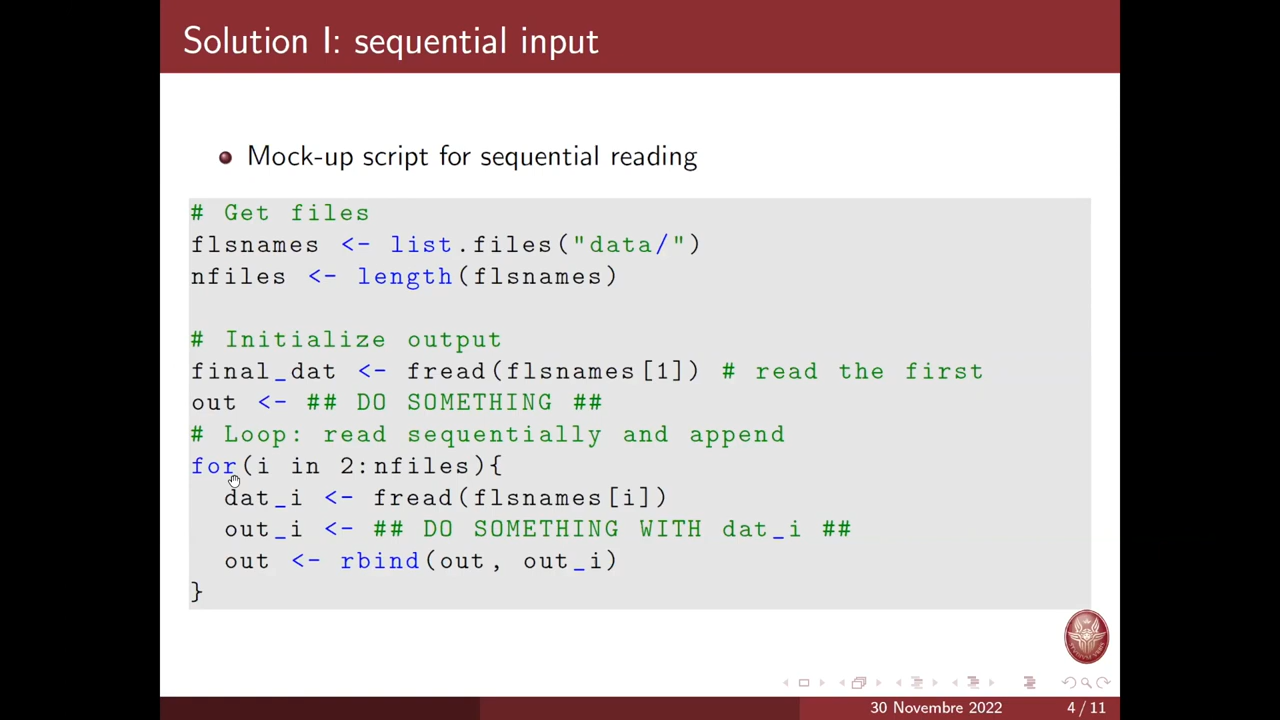 Solution I: sequential input
Mock-up script for sequential reading
# Get files
flsnames <- list.files("data/")
nfiles <- length(flsnames)
# Initialize output
final_dat <- fread(flsnames[1]) # read the first
out <- ## DO SOMETHING ##
# Loop: read sequentially and append
for(i in 2:nfiles){
dat_i <- fread(flsnames[i])
out_i <- ## DO SOMETHING WITH dat_i ##
out <- rbind(out, out_i)
}
30 Novembre 2022
4 / 11